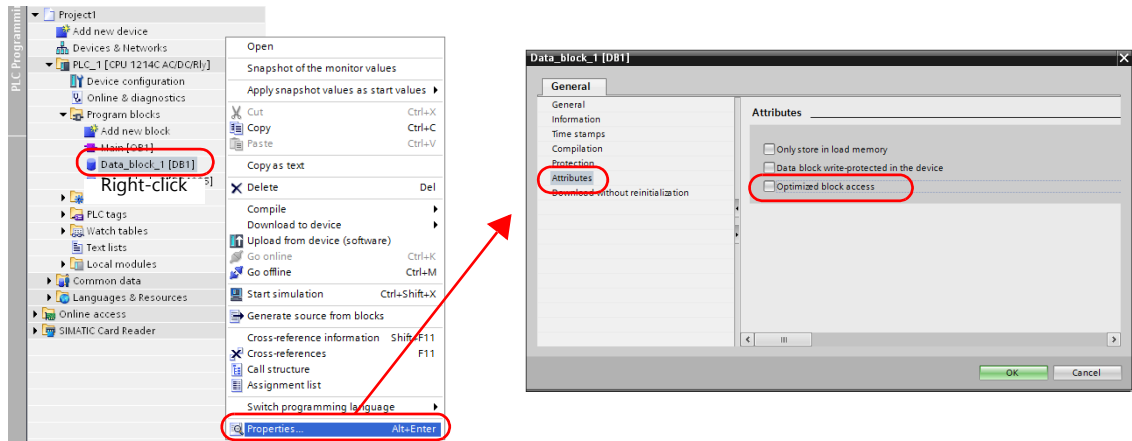 PLC Programmi
Project1
Add new device
Devices & Networks
PLC_1 [CPU 1214C AC/DC/Rly]
Device configuration
Online & diagnostics
Program blocks
Add new block
Main [OB1]
Data_block_1 [DB1]
Right-click
PLC tags
Watch tables
Text lists
Local modules
Common data
Languages & Resources
Online access
SIMATIC Card Reader
Open
Snapshot of the monitor values
Apply snapshot values as start values
Cut Ctrl+X
Copy Ctrl+C
Paste Ctrl+V
Copy as text
Delete Del
Compile
Download to device
Upload from device (software)
Go online Ctrl+K
Go offline Ctrl+M
Start simulation Ctrl+Shift+X
Generate source from blocks
Cross-reference information Shift+F11
Cross-references F11
Call structure
Assignment list
Switch programming language
Properties... Alt+Enter
Data_block_1 [DB1]
General
General
Information
Time stamps
Compilation
Protection
Attributes
Download without reinitialization
Attributes
Only store in load memory
Data block write-protected in the device
Optimized block access
OK Cancel